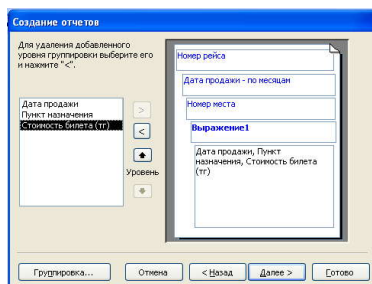 Создание отчетов
Для удаления добавленного
уровня группировки выберите его
и нажмите "<".
Дата продажи
Пункт назначения
Стоимость билета (тг)
>
<
Уровень
Номер рейса
Дата продажи - по месяцам
Номер места
Выражение1
Дата продажи, Пункт
назначения, Стоимость билета
(тг)
Группировка...
Отмена
< Назад
Далее >
Готово